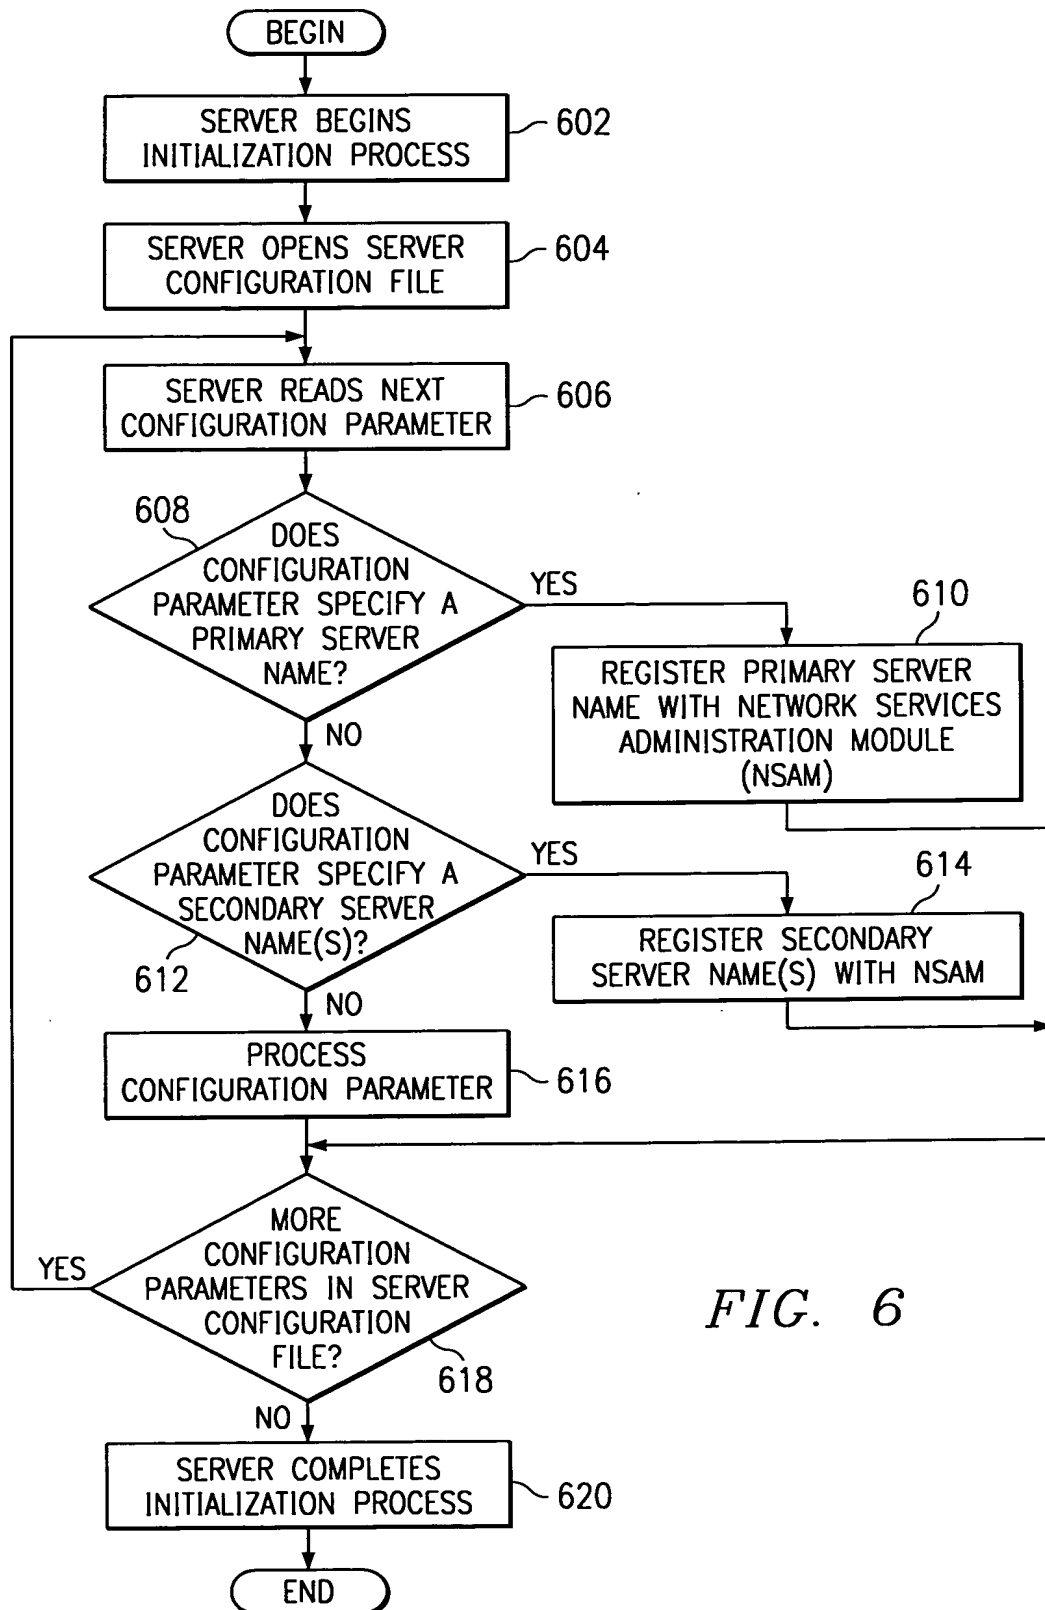 BEGIN
SERVER BEGINS
INITIALIZATION PROCESS
602
SERVER OPENS SERVER
CONFIGURATION FILE
604
SERVER READS NEXT
CONFIGURATION PARAMETER
606
608
DOES
CONFIGURATION
PARAMETER SPECIFY A
PRIMARY SERVER
NAME?
YES
NO
610
REGISTER PRIMARY SERVER
NAME WITH NETWORK SERVICES
ADMINISTRATION MODULE
(NSAM)
DOES
CONFIGURATION
PARAMETER SPECIFY A
SECONDARY SERVER
NAME(S)?
612
YES
NO
614
REGISTER SECONDARY
SERVER NAME(S) WITH NSAM
PROCESS
CONFIGURATION PARAMETER
616
MORE
CONFIGURATION
PARAMETERS IN SERVER
CONFIGURATION
FILE?
618
YES
NO
FIG. 6
SERVER COMPLETES
INITIALIZATION PROCESS
620
END